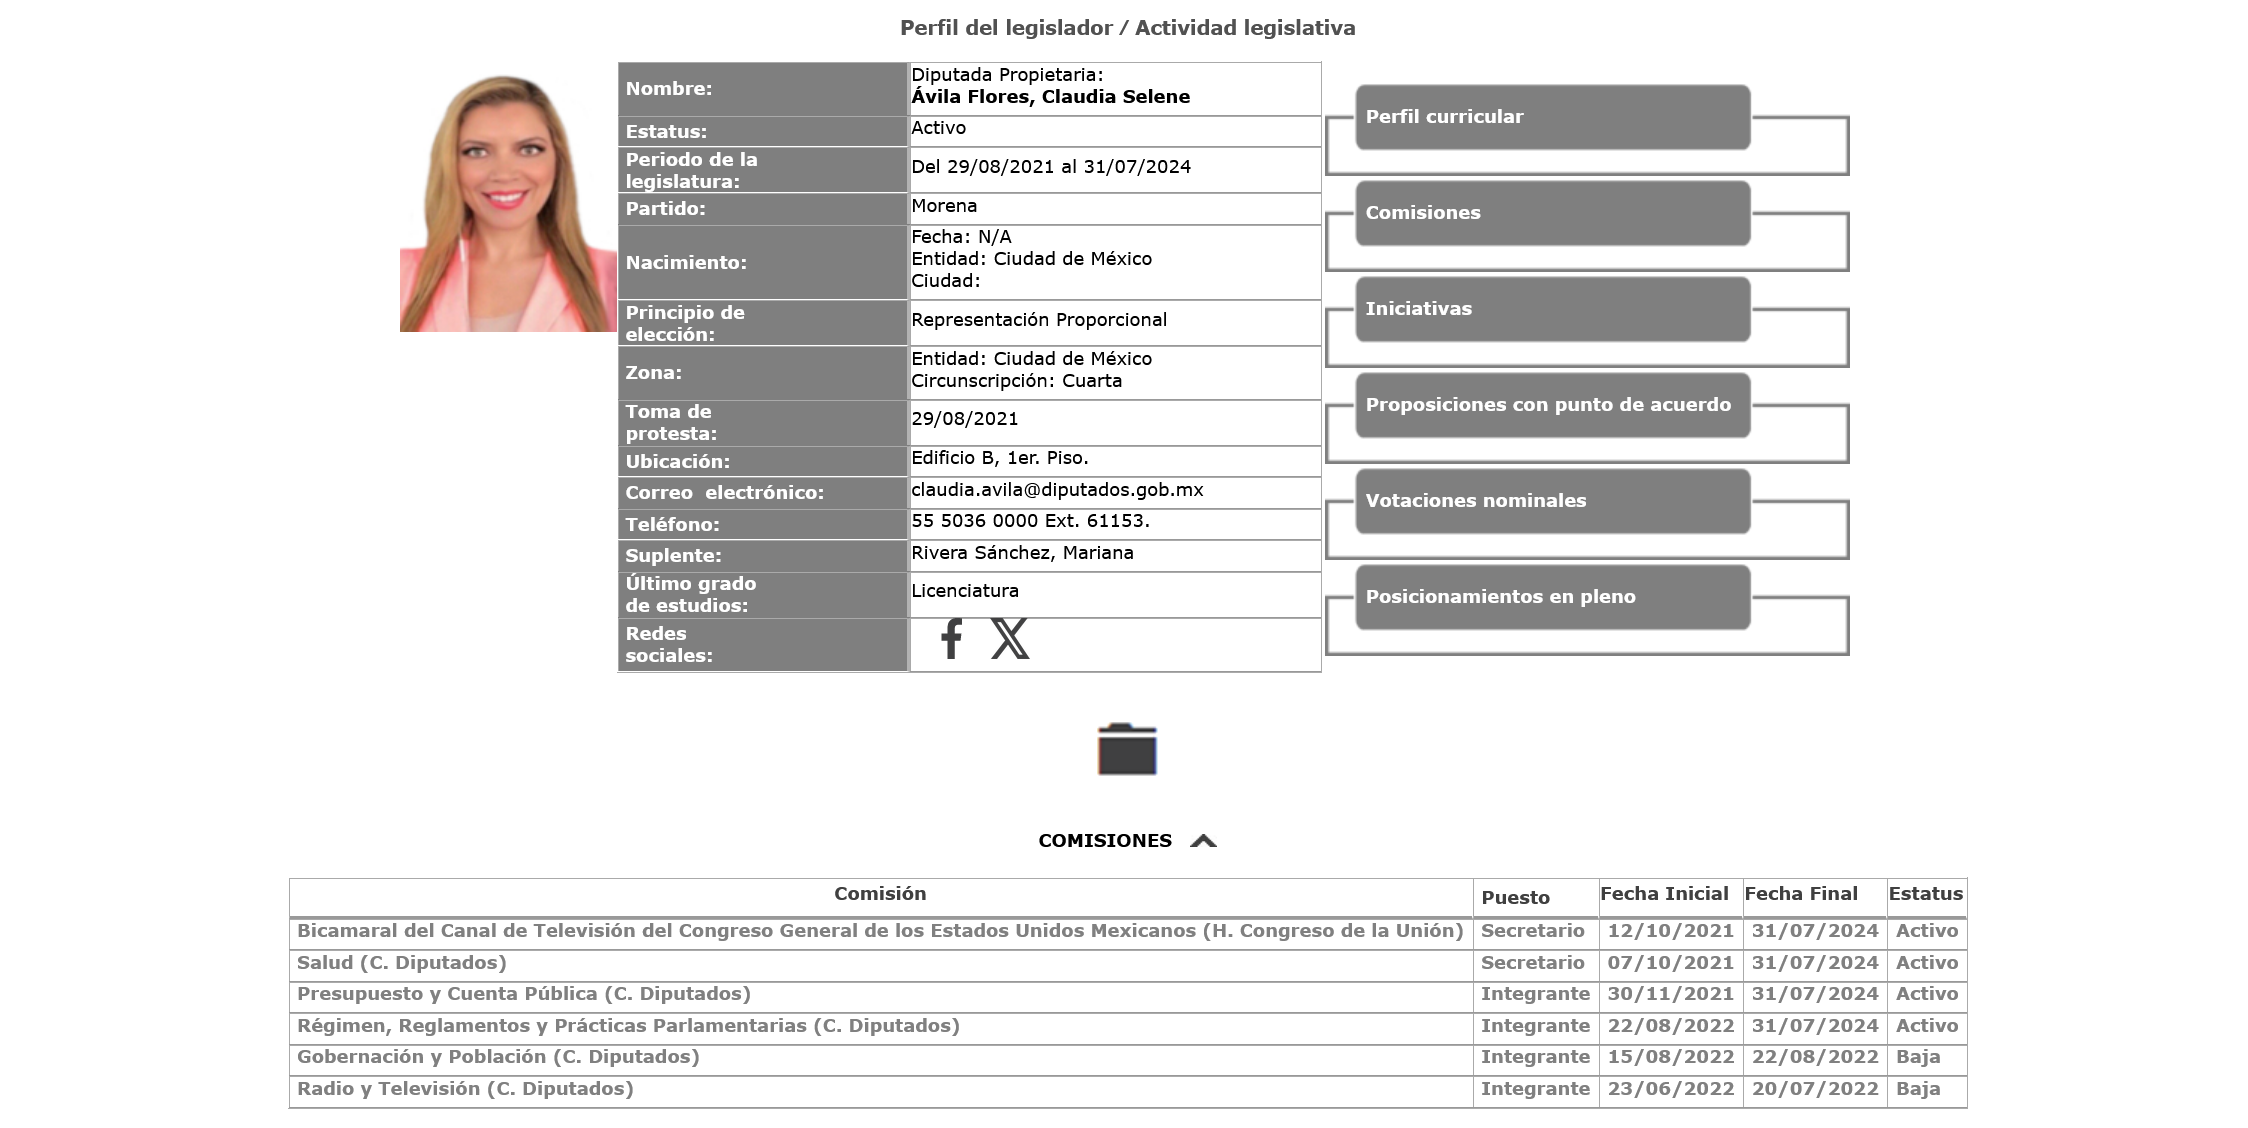 Perfil del legislador / Actividad legislativa
Nombre:
Diputada Propietaria:
Ávila Flores, Claudia Selene
Estatus:
Activo
Periodo de la
legislatura:
Del 29/08/2021 al 31/07/2024
Partido:
Morena
Nacimiento:
Fecha: N/A
Entidad: Ciudad de México
Ciudad:
Principio de
elección:
Representación Proporcional
Zona:
Entidad: Ciudad de México
Circunscripción: Cuarta
Toma de
protesta:
29/08/2021
Ubicación:
Edificio B, 1er. Piso.
Correo  electrónico:
claudia.avila@diputados.gob.mx
Teléfono:
55 5036 0000 Ext. 61153.
Suplente:
Rivera Sánchez, Mariana
Último grado
de estudios:
Licenciatura
Redes
sociales:
Perfil curricular
Comisiones
Iniciativas
Proposiciones con punto de acuerdo
Votaciones nominales
Posicionamientos en pleno
COMISIONES
Comisión Puesto Fecha Inicial Fecha Final Estatus
Bicamaral del Canal de Televisión del Congreso General de los Estados Unidos Mexicanos (H. Congreso de la Unión) Secretario 12/10/2021 31/07/2024 Activo
Salud (C. Diputados) Secretario 07/10/2021 31/07/2024 Activo
Presupuesto y Cuenta Pública (C. Diputados) Integrante 30/11/2021 31/07/2024 Activo
Régimen, Reglamentos y Prácticas Parlamentarias (C. Diputados) Integrante 22/08/2022 31/07/2024 Activo
Gobernación y Población (C. Diputados) Integrante 15/08/2022 22/08/2022 Baja
Radio y Televisión (C. Diputados) Integrante 23/06/2022 20/07/2022 Baja